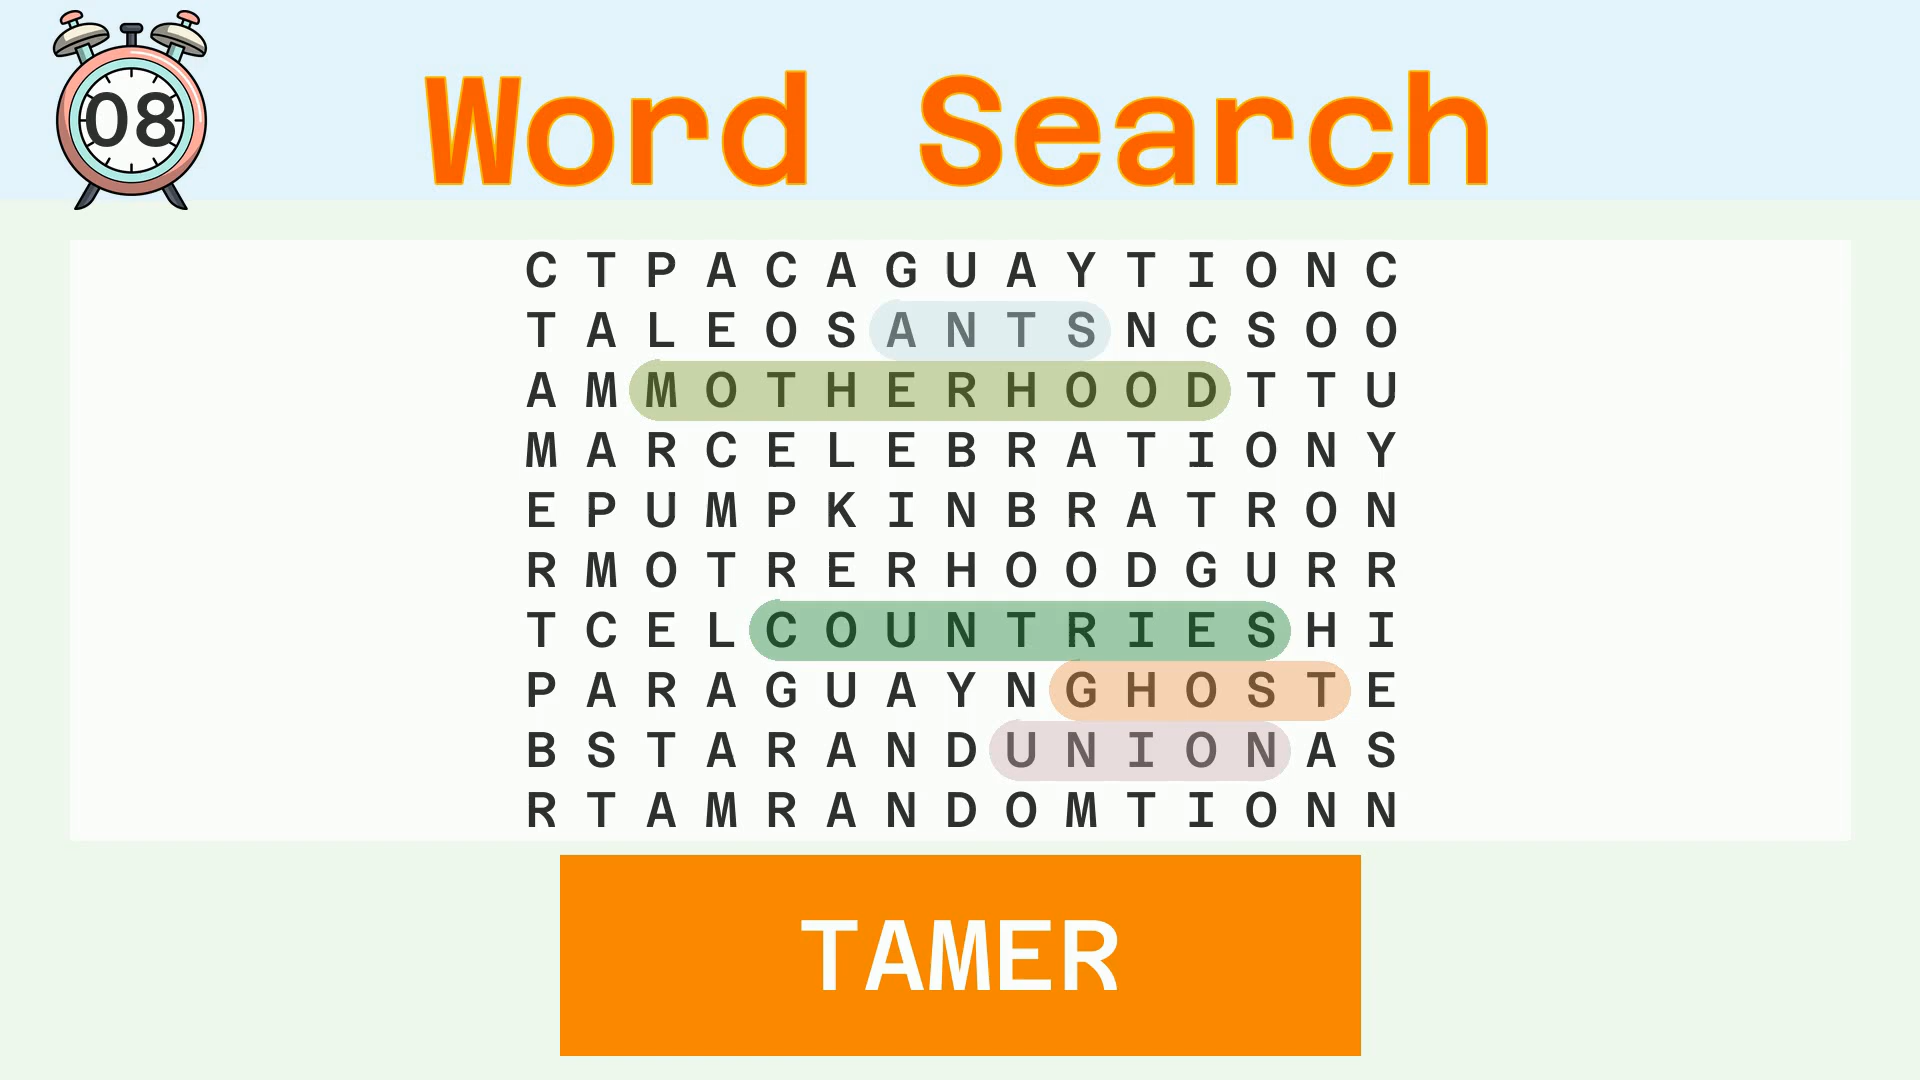 08
Word Search
C T P A C A G U A Y T I O N C
T A L E O S A N T S N C S O O
A M M O T H E R H O O D T T U
M A R C E L E B R A T I O N Y
E P U M P K I N B R A T R O N
R M O T R E R H O O D G U R R
T C E L C O U N T R I E S H I
P A R A G U A Y N G H O S T E
B S T A R A N D U N I O N A S
R T A M R A N D O M T I O N N
TAMER